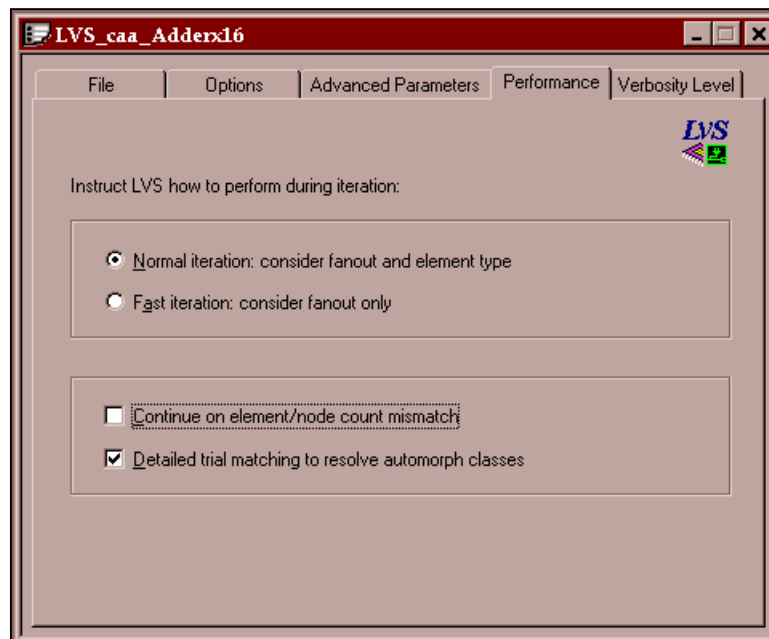 LVS_caa_Adderx16
File Options Advanced Parameters Performance Verbosity Level
LVS
Instruct LVS how to perform during iteration:
Normal iteration: consider fanout and element type
Fast iteration: consider fanout only
Continue on element/node count mismatch
Detailed trial matching to resolve automorph classes